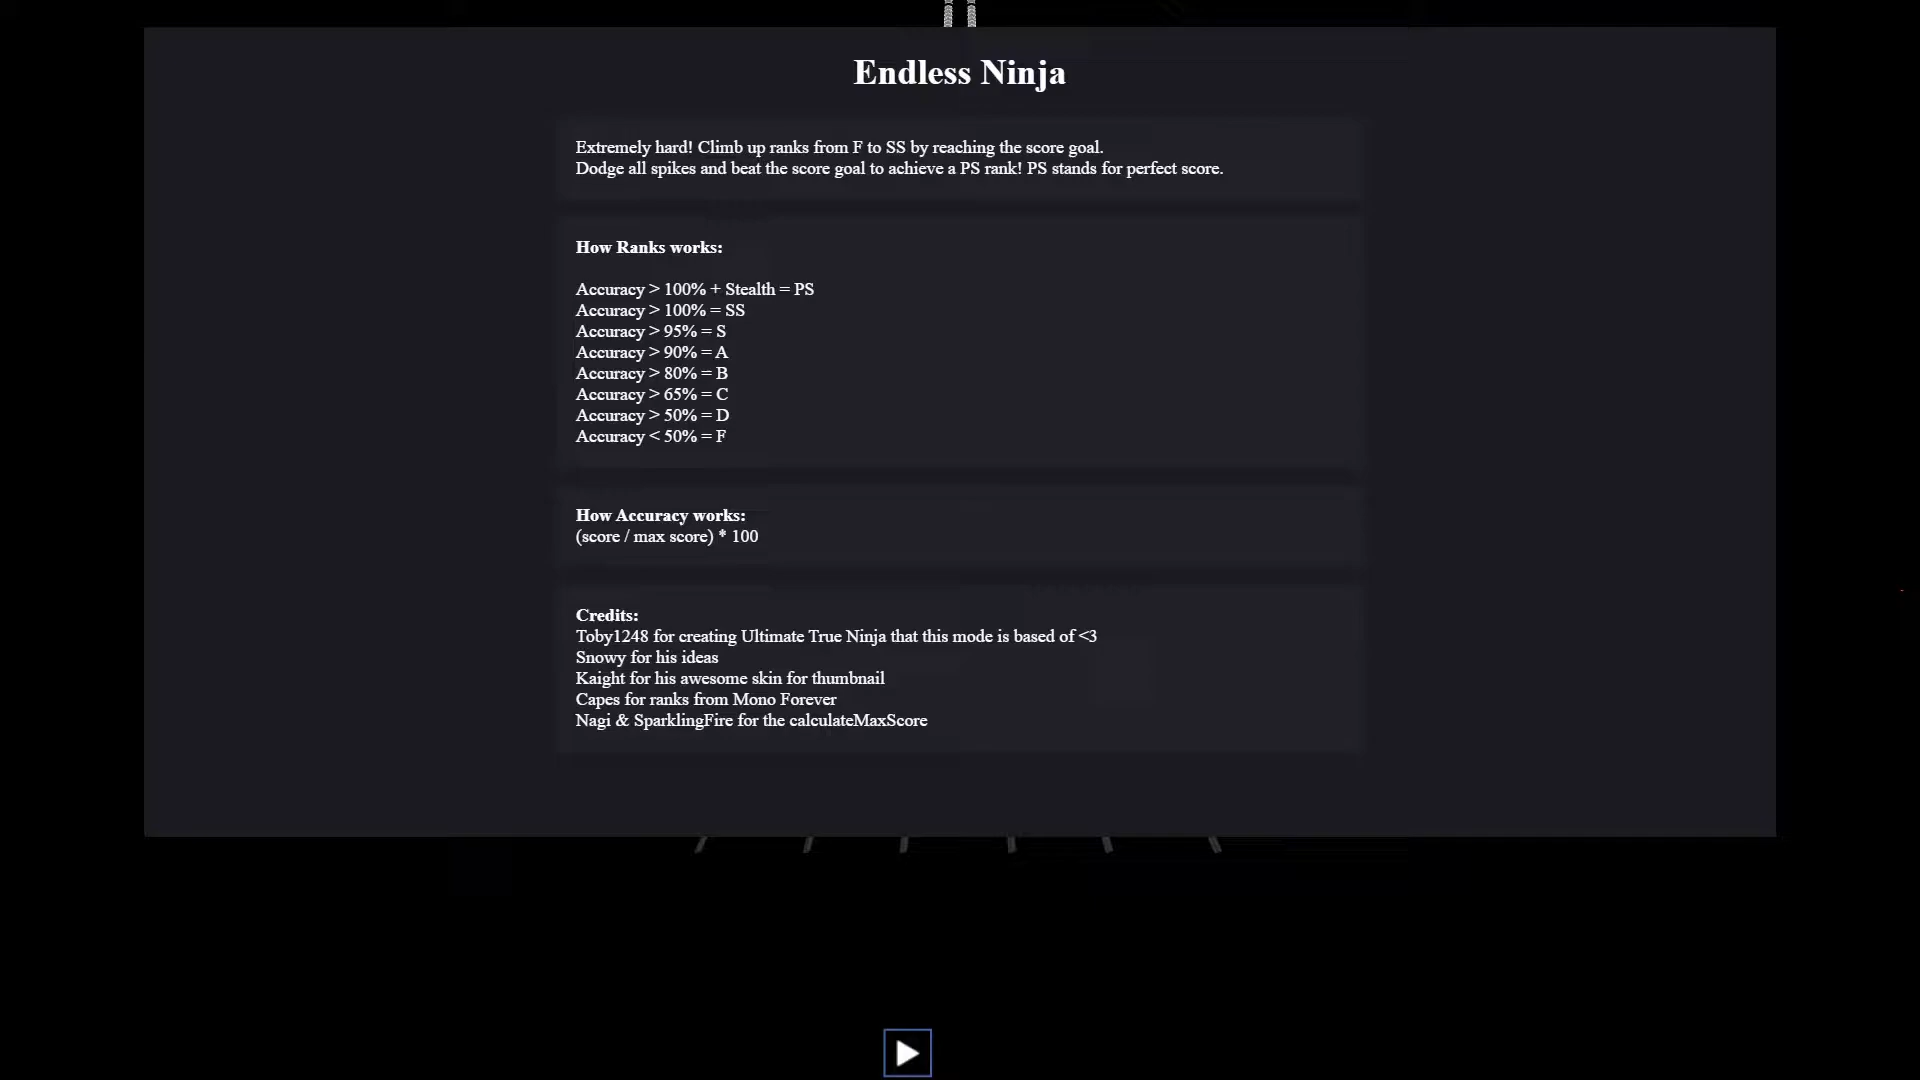 Endless Ninja
Extremely hard! Climb up ranks from F to SS by reaching the score goal.
Dodge all spikes and beat the score goal to achieve a PS rank! PS stands for perfect score.
How Ranks works:
Accuracy > 100% + Stealth = PS
Accuracy > 100% = SS
Accuracy > 95% = S
Accuracy > 90% = A
Accuracy > 80% = B
Accuracy > 65% = C
Accuracy > 50% = D
Accuracy < 50% = F
How Accuracy works:
(score / max score) * 100
Credits:
Toby1248 for creating Ultimate True Ninja that this mode is based of <3
Snowy for his ideas
Kaight for his awesome skin for thumbnail
Capes for ranks from Mono Forever
Nagi & SparklingFire for the calculateMaxScore